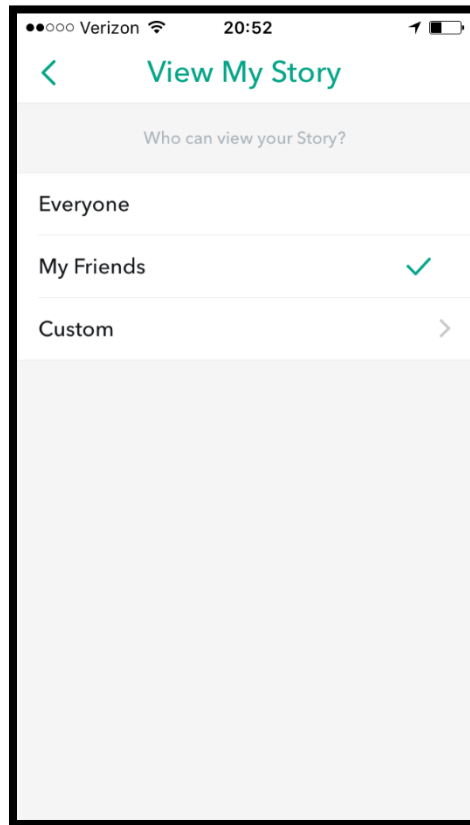 Verizon 20:52
View My Story
Who can view your Story?
Everyone
My Friends
Custom